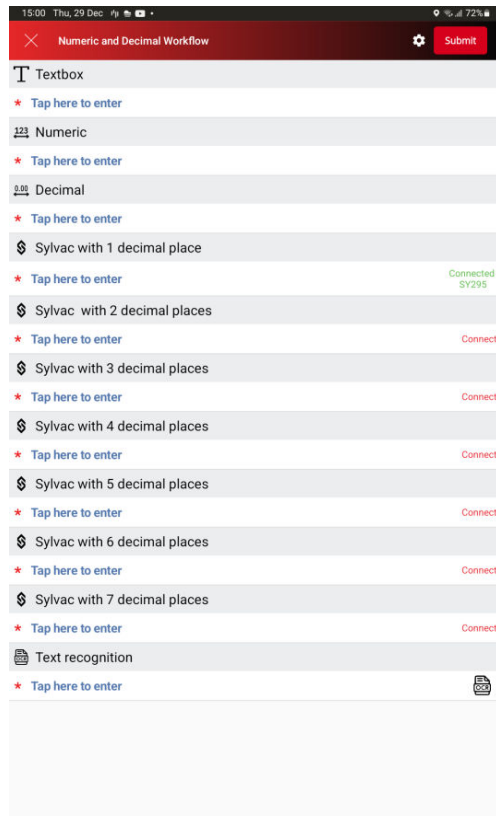 15:00 Thu, 29 Dec 72%
Numeric and Decimal Workflow Submit
Textbox
* Tap here to enter
123 Numeric
* Tap here to enter
0.00 Decimal
* Tap here to enter
Sylvac with 1 decimal place
* Tap here to enter Connected
SY295
Sylvac with 2 decimal places
* Tap here to enter Connect
Sylvac with 3 decimal places
* Tap here to enter Connect
Sylvac with 4 decimal places
* Tap here to enter Connect
Sylvac with 5 decimal places
* Tap here to enter Connect
Sylvac with 6 decimal places
* Tap here to enter Connect
Sylvac with 7 decimal places
* Tap here to enter Connect
OCR Text recognition
* Tap here to enter OCR